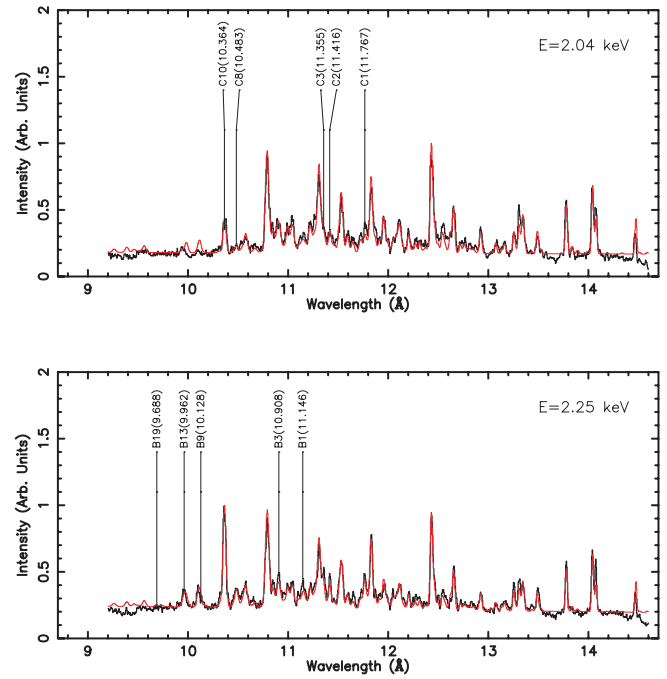 2
1.5
1
0.5
0
Intensity (Arb. Units)
C10(10.364)
C8(10.483)
C3(11.355)
C2(11.416)
C1(11.767)
E=2.04 keV
9 10 11 12 13 14
Wavelength (Å)
2
1.5
1
0.5
0
Intensity (Arb. Units)
B19(9.688)
B13(9.962)
B9(10.128)
B3(10.908)
B1(11.146)
E=2.25 keV
9 10 11 12 13 14
Wavelength (Å)